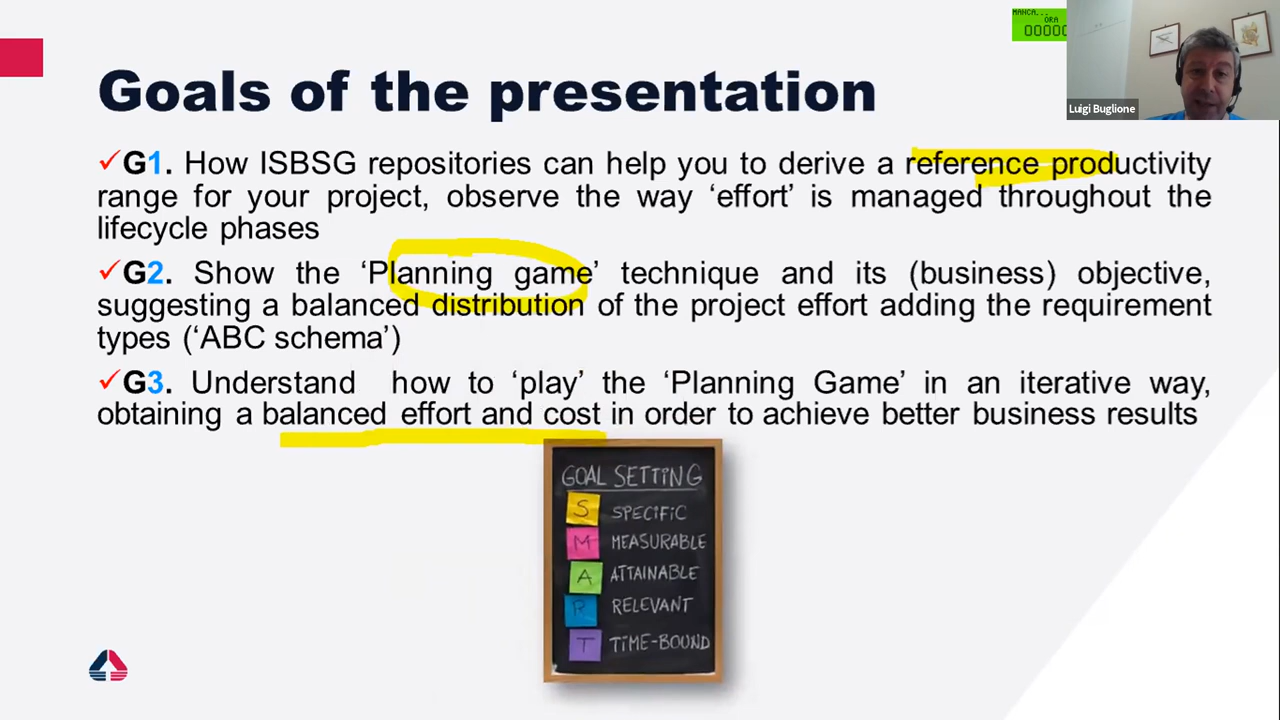 MANCA...
ORA
Luigi Buglione
Goals of the presentation
✓G1. How ISBSG repositories can help you to derive a reference productivity
range for your project, observe the way ‘effort’ is managed throughout the
lifecycle phases
✓G2. Show the ‘Planning game’ technique and its (business) objective,
suggesting a balanced distribution of the project effort adding the requirement
types (‘ABC schema’)
✓G3. Understand how to ‘play’ the ‘Planning Game’ in an iterative way,
obtaining a balanced effort and cost in order to achieve better business results
GOAL SETTING
S SPECIFIC
M MEASURABLE
A ATTAINABLE
R RELEVANT
T TIME-BOUND